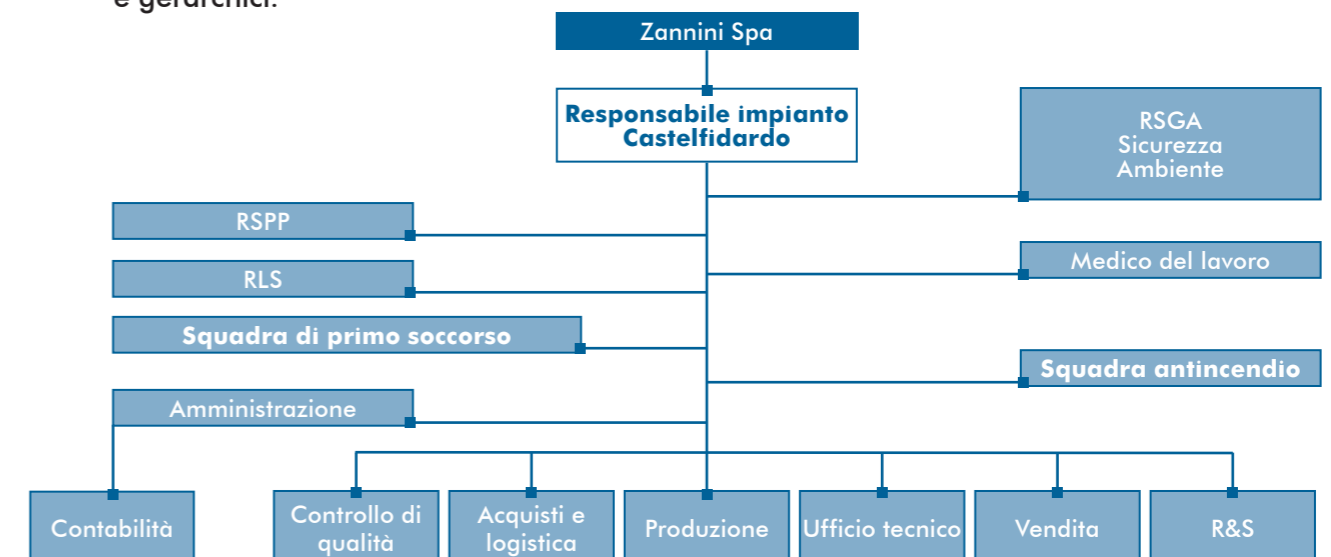 e gerarchici.
Zannini Spa
Responsabile impianto
Castelfidardo
RSGA
Sicurezza
Ambiente
RSPP
Medico del lavoro
RLS
Squadra di primo soccorso
Squadra antincendio
Amministrazione
Contabilità
Controllo di
qualità
Acquisti e
logistica
Produzione
Ufficio tecnico
Vendita
R&S